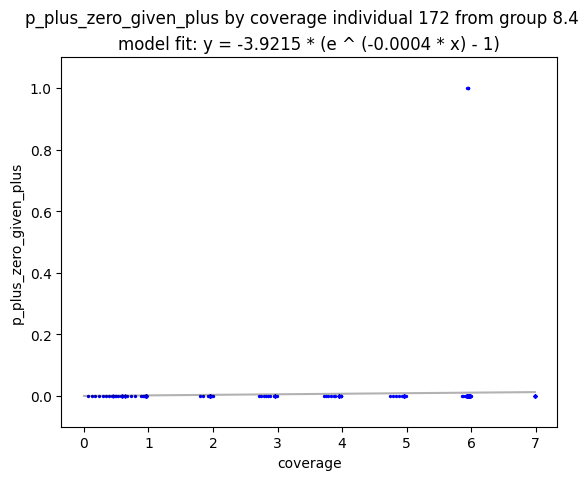 p_plus_zero_given_plus by coverage individual 172 from group 8.4
model fit: y = -3.9215 * (e ^ (-0.0004 * x) - 1)
1.0
0.8
0.6
0.4
0.2
0.0
p_plus_zero_given_plus
0 1 2 3 4 5 6 7
coverage